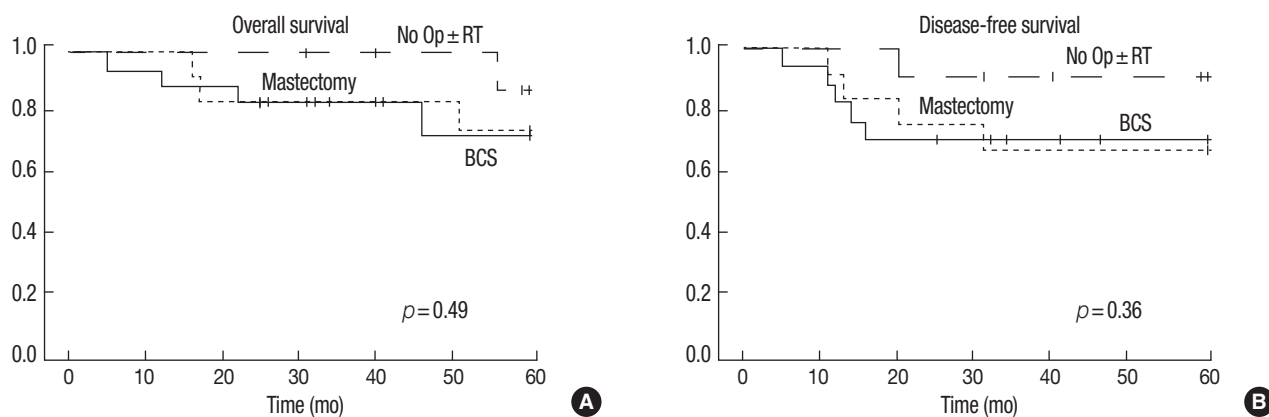 Overall survival
No Op ± RT
Mastectomy
BCS
p = 0.49
1.0
0.8
0.6
0.4
0.2
0.0
0 10 20 30 40 50 60
Time (mo)
A
Disease-free survival
No Op ± RT
Mastectomy
BCS
p = 0.36
1.0
0.8
0.6
0.4
0.2
0.0
0 10 20 30 40 50 60
Time (mo)
B